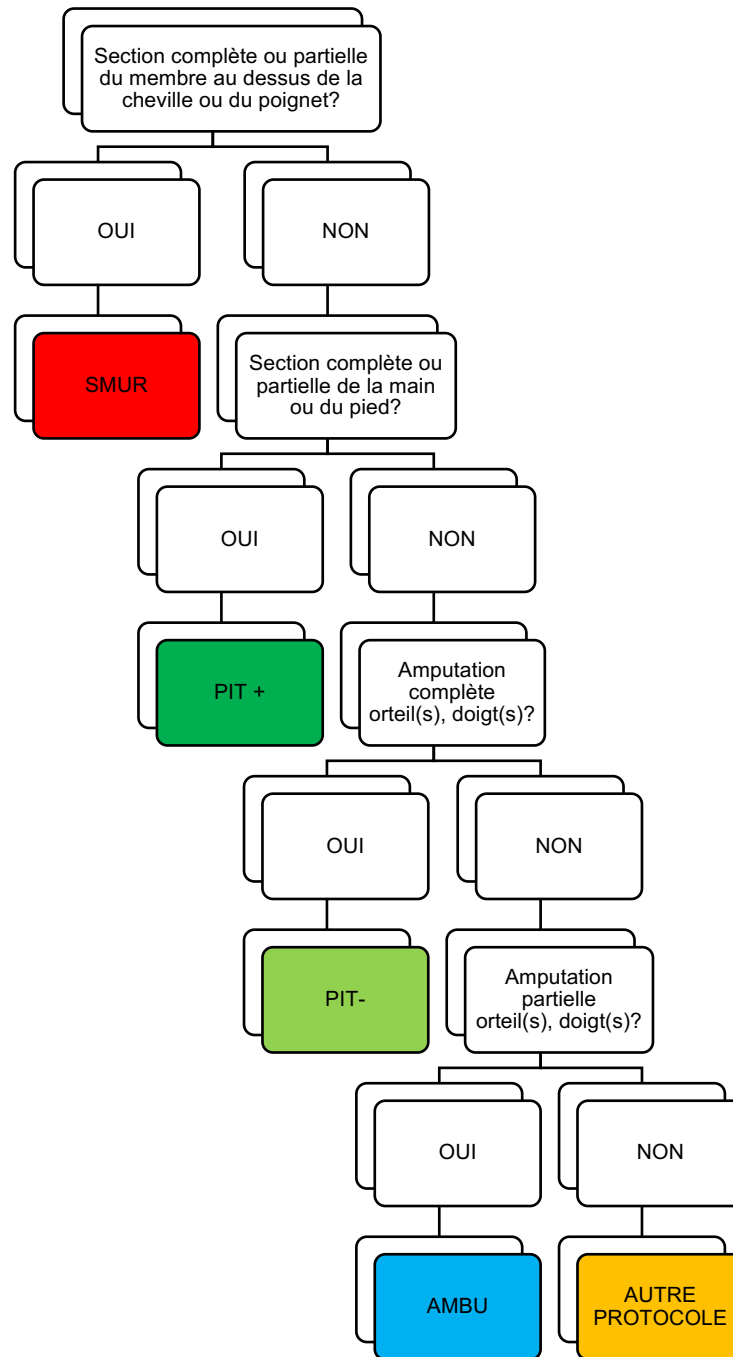 Section complète ou partielle
du membre au dessus de la
cheville ou du poignet?
OUI
NON
SMUR
Section complète ou
partielle de la main
ou du pied?
OUI
NON
PIT +
Amputation
complète
orteil(s), doigt(s)?
OUI
NON
PIT-
Amputation
partielle
orteil(s), doigt(s)?
OUI
NON
AMBU
AUTRE
PROTOCOLE